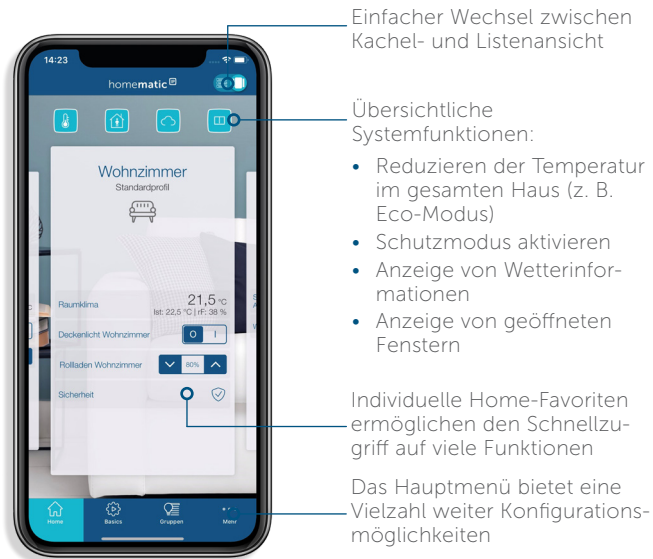 Einfacher Wechsel zwischen
Kachel- und Listenansicht
Übersichtliche
Systemfunktionen:
• Reduzieren der Temperatur
im gesamten Haus (z. B.
Eco-Modus)
• Schutzmodus aktivieren
• Anzeige von Wetterinfor-
mationen
• Anzeige von geöffneten
Fenstern
Individuelle Home-Favoriten
ermöglichen den Schnellzu-
griff auf viele Funktionen
Das Hauptmenü bietet eine
Vielzahl weiter Konfigurations-
möglichkeiten
14:23
homematic IP
Wohnzimmer
Standardprofil
Raumklima 21,5 °C
Ist: 22,5 °C | rF: 38 %
Deckenlicht Wohnzimmer O I
Rollladen Wohnzimmer 80%
Sicherheit
Home Basics Gruppen Menr